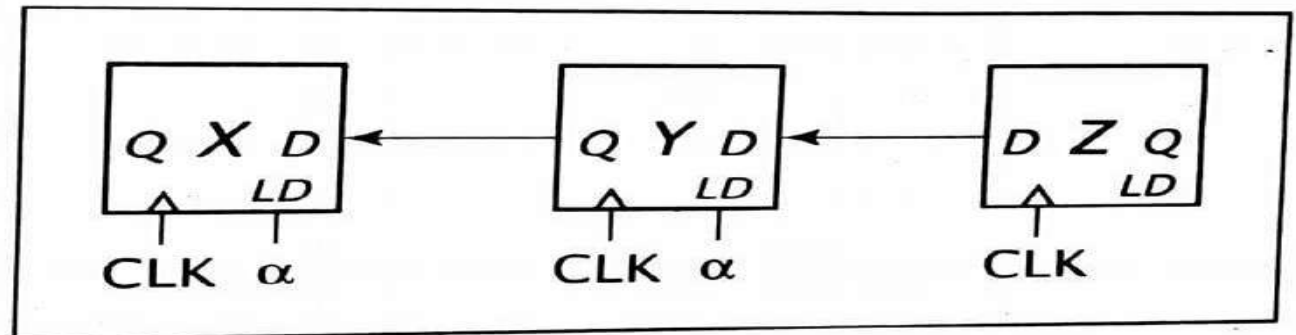 Q X D Q Y D D Z Q
LD LD LD
CLK α CLK α CLK